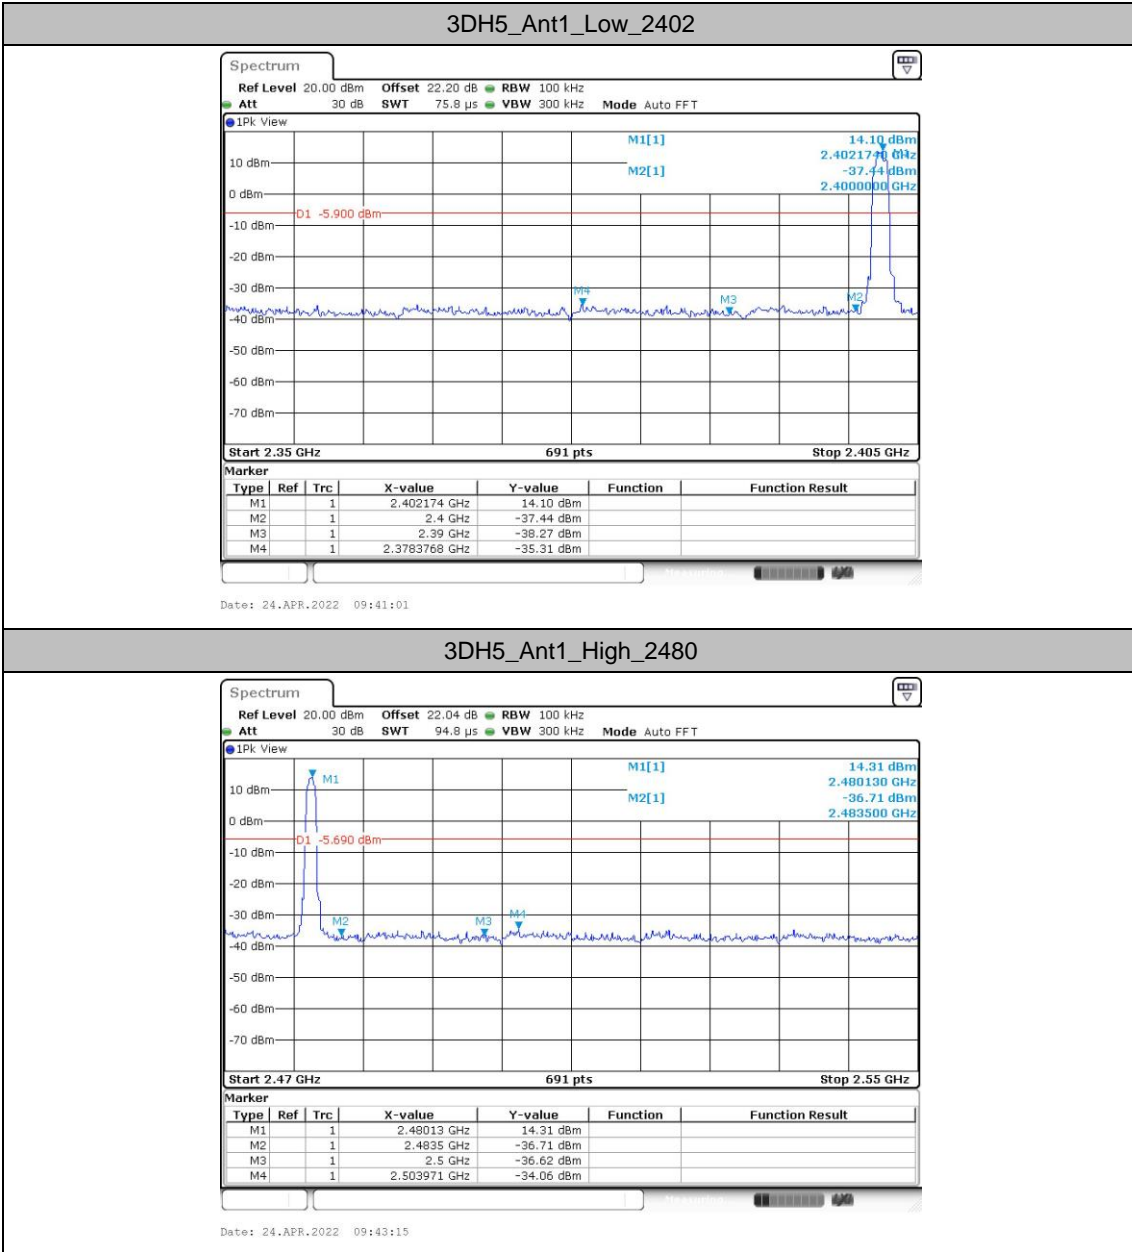 3DH5_Ant1_Low_2402
Spectrum
Ref Level 20.00 dBm Offset 22.20 dB RBW 100 kHz
Att 30 dB SWT 75.8 µs VBW 300 kHz Mode Auto FFT
1Pk View
M1[1] 14.10 dBm
2.4021740 GHz
M2[1] -37.44 dBm
2.4000000 GHz
M1
10 dBm
0 dBm
D1 -5.900 dBm
-10 dBm
-20 dBm
-30 dBm
M4 M3 M2
-40 dBm
-50 dBm
-60 dBm
-70 dBm
Start 2.35 GHz 691 pts Stop 2.405 GHz
Marker
Type Ref Trc X-value Y-value Function Function Result
M1 1 2.402174 GHz 14.10 dBm
M2 1 2.4 GHz -37.44 dBm
M3 1 2.39 GHz -38.27 dBm
M4 1 2.3783768 GHz -35.31 dBm
Measuring...
Date: 24.APR.2022 09:41:01
3DH5_Ant1_High_2480
Spectrum
Ref Level 20.00 dBm Offset 22.04 dB RBW 100 kHz
Att 30 dB SWT 94.8 µs VBW 300 kHz Mode Auto FFT
1Pk View
M1[1] 14.31 dBm
2.480130 GHz
M2[1] -36.71 dBm
2.483500 GHz
M1
10 dBm
0 dBm
D1 -5.690 dBm
-10 dBm
-20 dBm
-30 dBm
M2 M3 M4
-40 dBm
-50 dBm
-60 dBm
-70 dBm
Start 2.47 GHz 691 pts Stop 2.55 GHz
Marker
Type Ref Trc X-value Y-value Function Function Result
M1 1 2.48013 GHz 14.31 dBm
M2 1 2.4835 GHz -36.71 dBm
M3 1 2.5 GHz -36.62 dBm
M4 1 2.503971 GHz -34.06 dBm
Measuring...
Date: 24.APR.2022 09:43:15